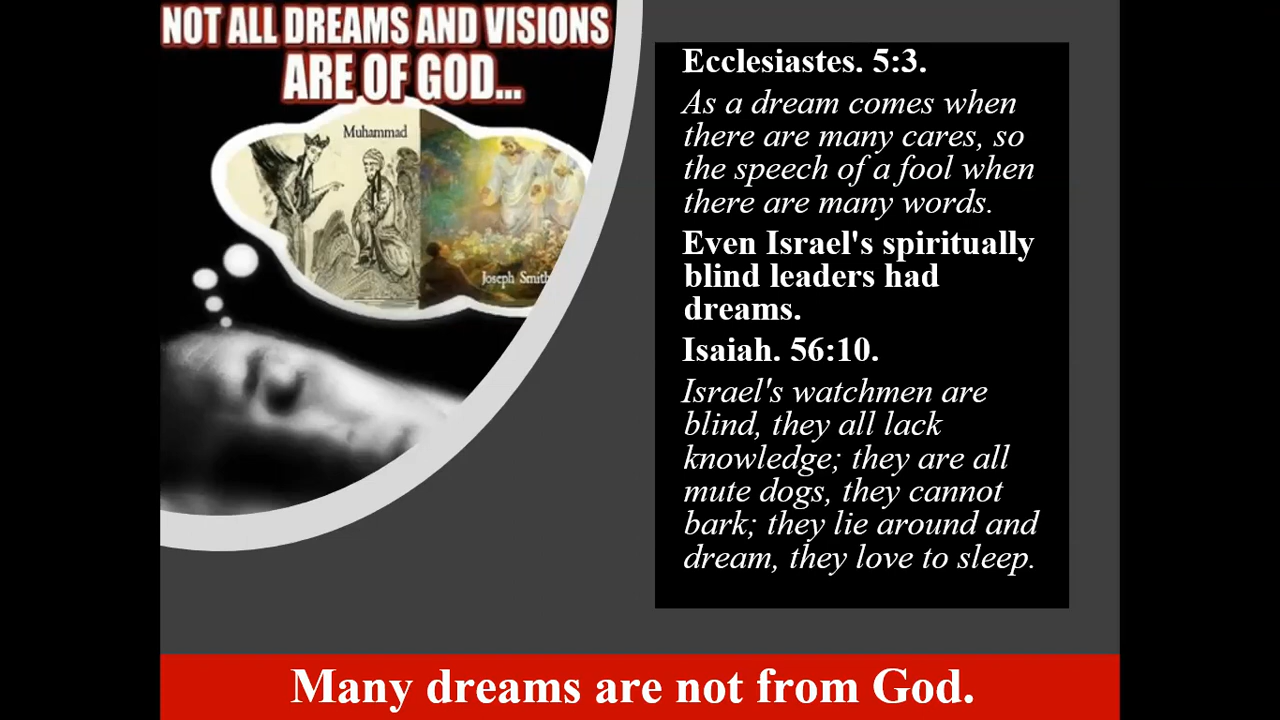 NOT ALL DREAMS AND VISIONS
ARE OF GOD...
Muhammad
Joseph Smith
Ecclesiastes. 5:3.
As a dream comes when
there are many cares, so
the speech of a fool when
there are many words.
Even Israel's spiritually
blind leaders had
dreams.
Isaiah. 56:10.
Israel's watchmen are
blind, they all lack
knowledge; they are all
mute dogs, they cannot
bark; they lie around and
dream, they love to sleep.
Many dreams are not from God.